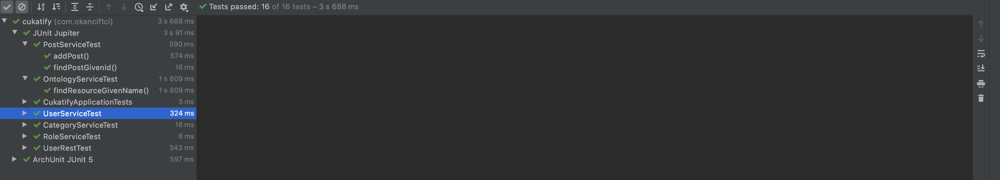 Tests passed: 16 of 16 tests – 3 s 688 ms
cukatify (com.okanciftci) 3 s 688 ms
JUnit Jupiter 3 s 91 ms
PostServiceTest 590 ms
addPost() 574 ms
findPostGivenId() 16 ms
OntologyServiceTest 1 s 809 ms
findResourceGivenName() 1 s 809 ms
CukatifyApplicationTests 3 ms
UserServiceTest 324 ms
CategoryServiceTest 16 ms
RoleServiceTest 6 ms
UserRestTest 343 ms
ArchUnit JUnit 5 597 ms